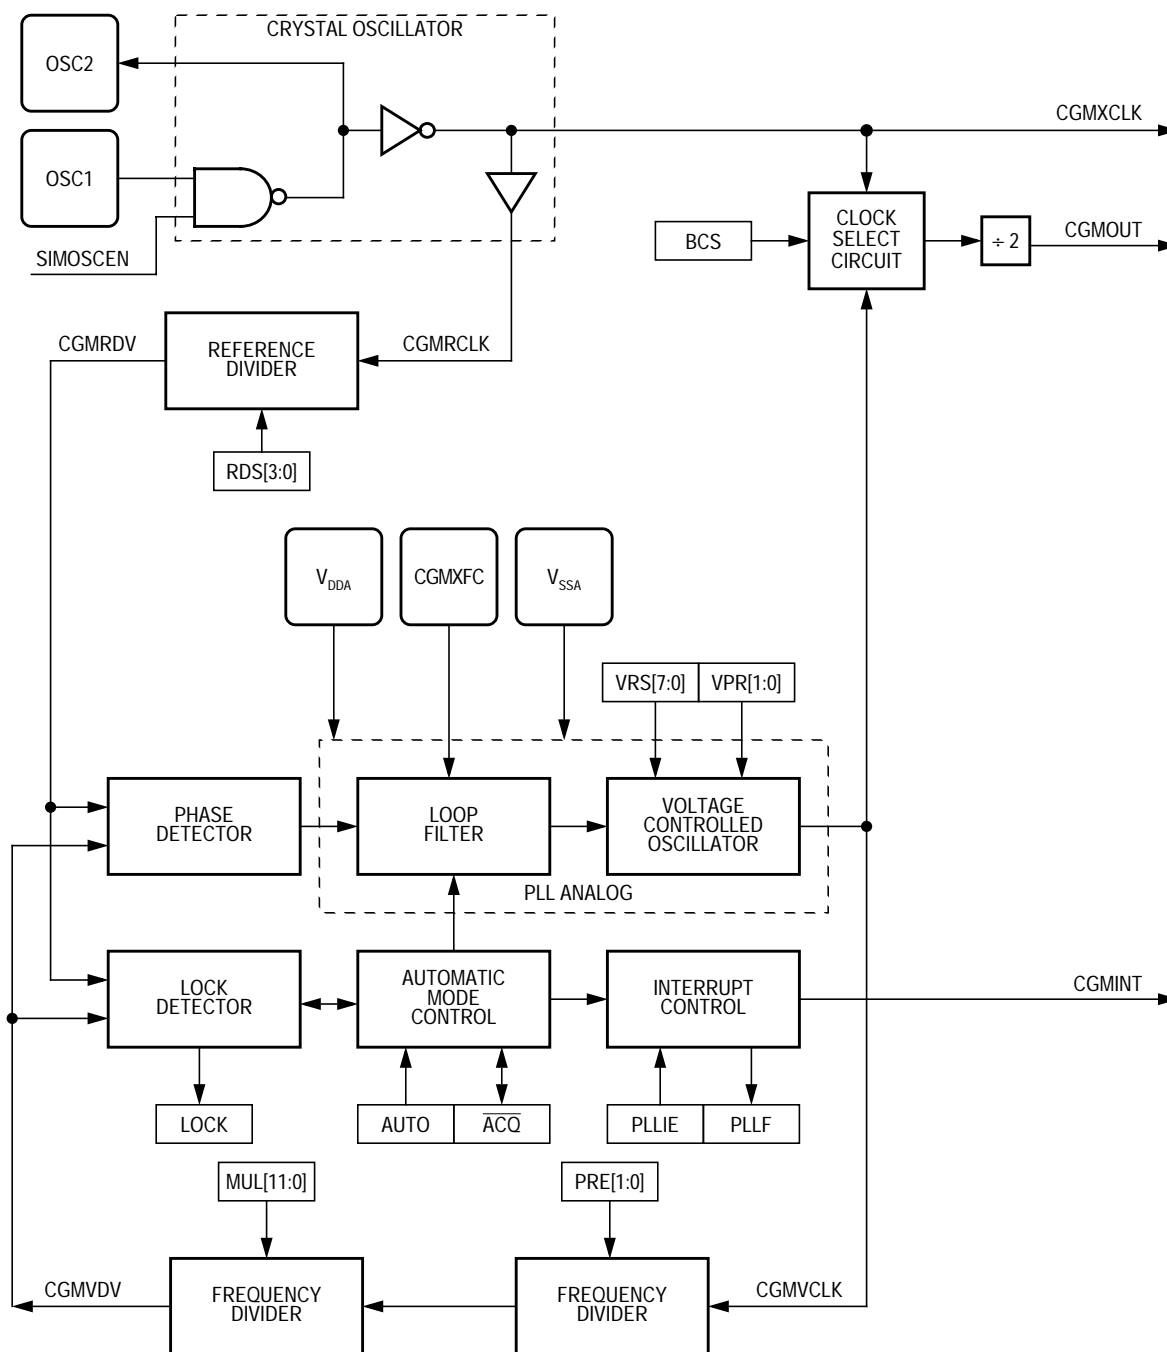 CRYSTAL OSCILLATOR
OSC2
CGMXCLK
OSC1
CLOCK
SELECT
CIRCUIT
BCS
÷ 2
CGMOUT
SIMOSCEN
CGMRDV
REFERENCE
DIVIDER
CGMRCLK
RDS[3:0]
VDDA
CGMXFC
VSSA
VRS[7:0]
VPR[1:0]
PHASE
DETECTOR
LOOP
FILTER
VOLTAGE
CONTROLLED
OSCILLATOR
PLL ANALOG
LOCK
DETECTOR
AUTOMATIC
MODE
CONTROL
INTERRUPT
CONTROL
CGMINT
LOCK
AUTO
ACQ
PLLIE
PLLF
MUL[11:0]
PRE[1:0]
CGMVDV
FREQUENCY
DIVIDER
FREQUENCY
DIVIDER
CGMVCLK